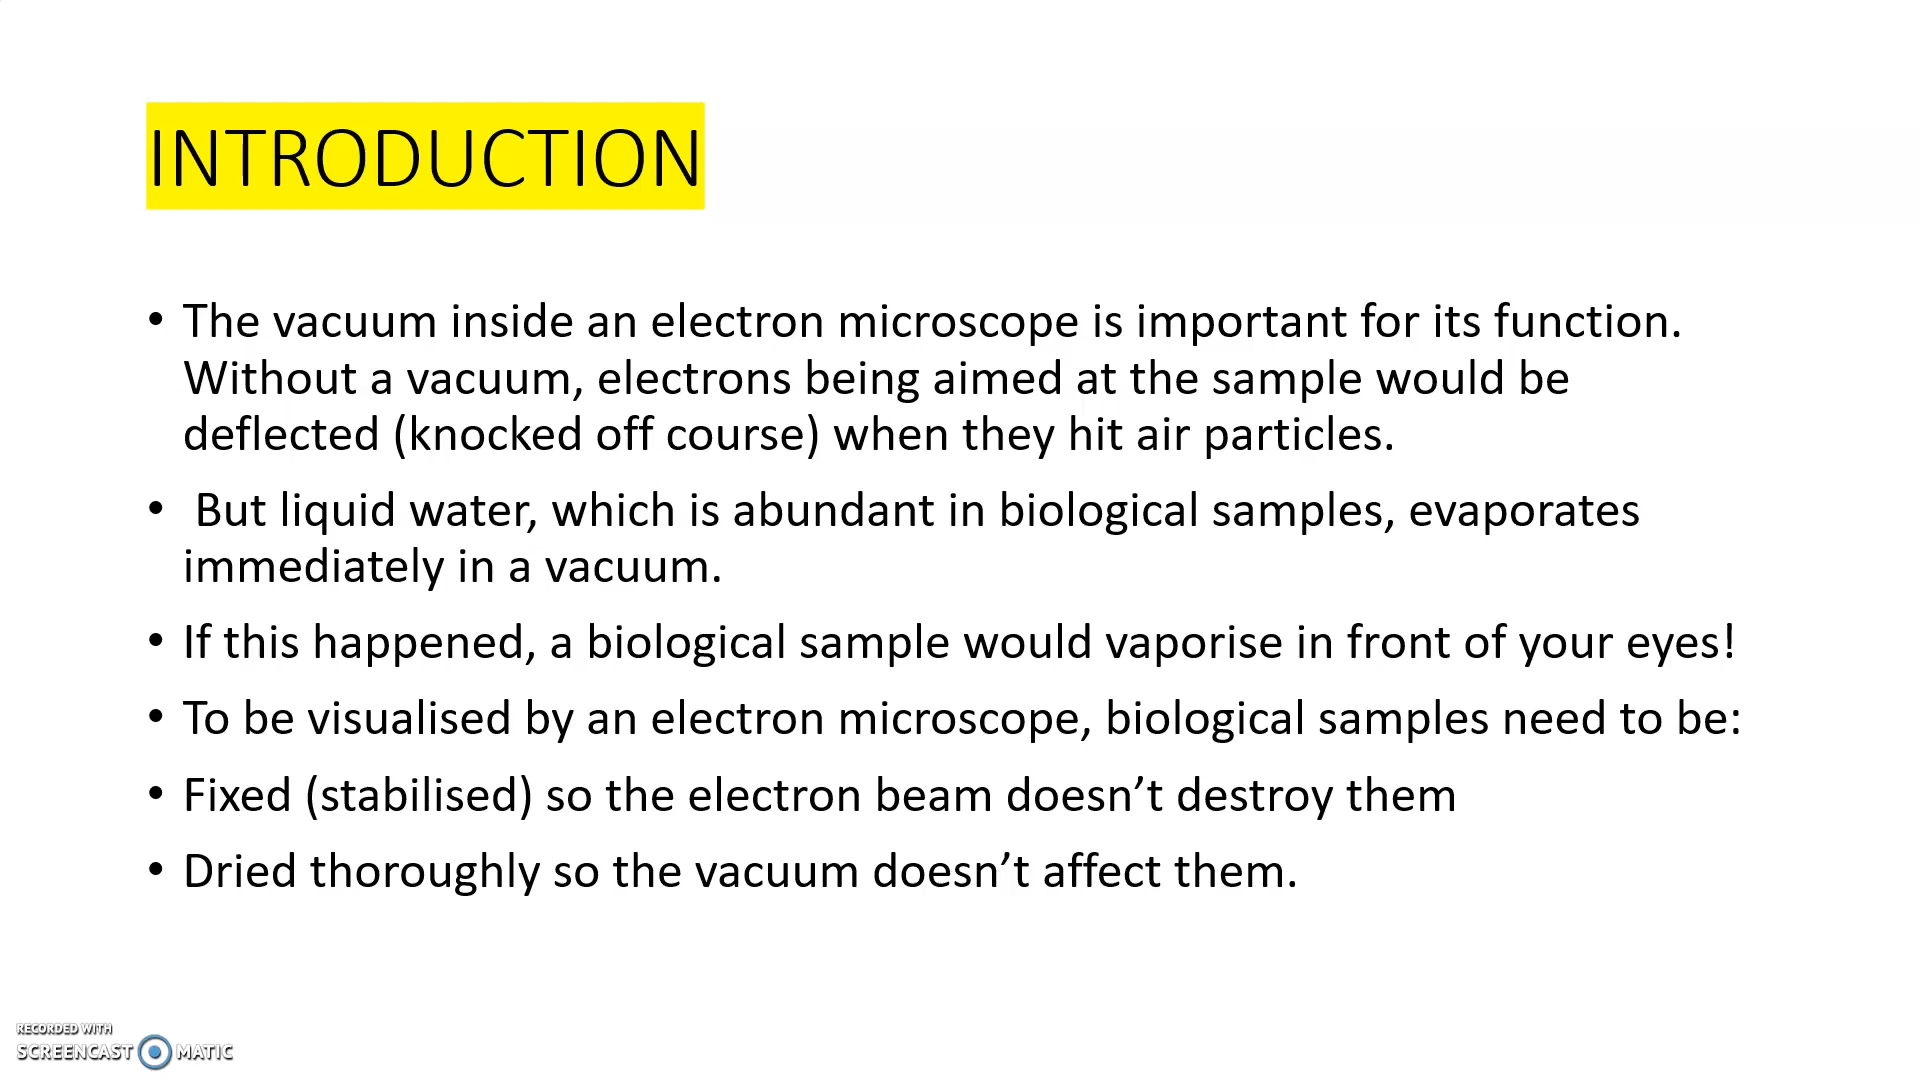 INTRODUCTION
• The vacuum inside an electron microscope is important for its function.
Without a vacuum, electrons being aimed at the sample would be
deflected (knocked off course) when they hit air particles.
• But liquid water, which is abundant in biological samples, evaporates
immediately in a vacuum.
• If this happened, a biological sample would vaporise in front of your eyes!
• To be visualised by an electron microscope, biological samples need to be:
• Fixed (stabilised) so the electron beam doesn’t destroy them
• Dried thoroughly so the vacuum doesn’t affect them.
RECORDED WITH
SCREENCAST MATIC